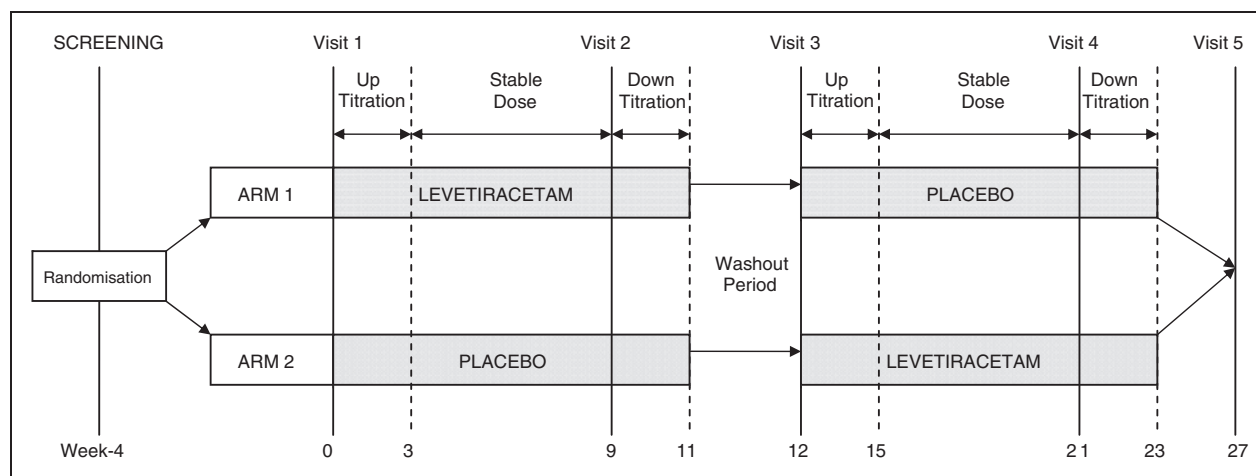 SCREENING
Visit 1
Visit 2
Visit 3
Visit 4
Visit 5
Up
Titration
Stable
Dose
Down
Titration
Up
Titration
Stable
Dose
Down
Titration
ARM 1
LEVETIRACETAM
PLACEBO
Randomisation
Washout
Period
ARM 2
PLACEBO
LEVETIRACETAM
Week-4
0
3
9
11
12
15
21
23
27